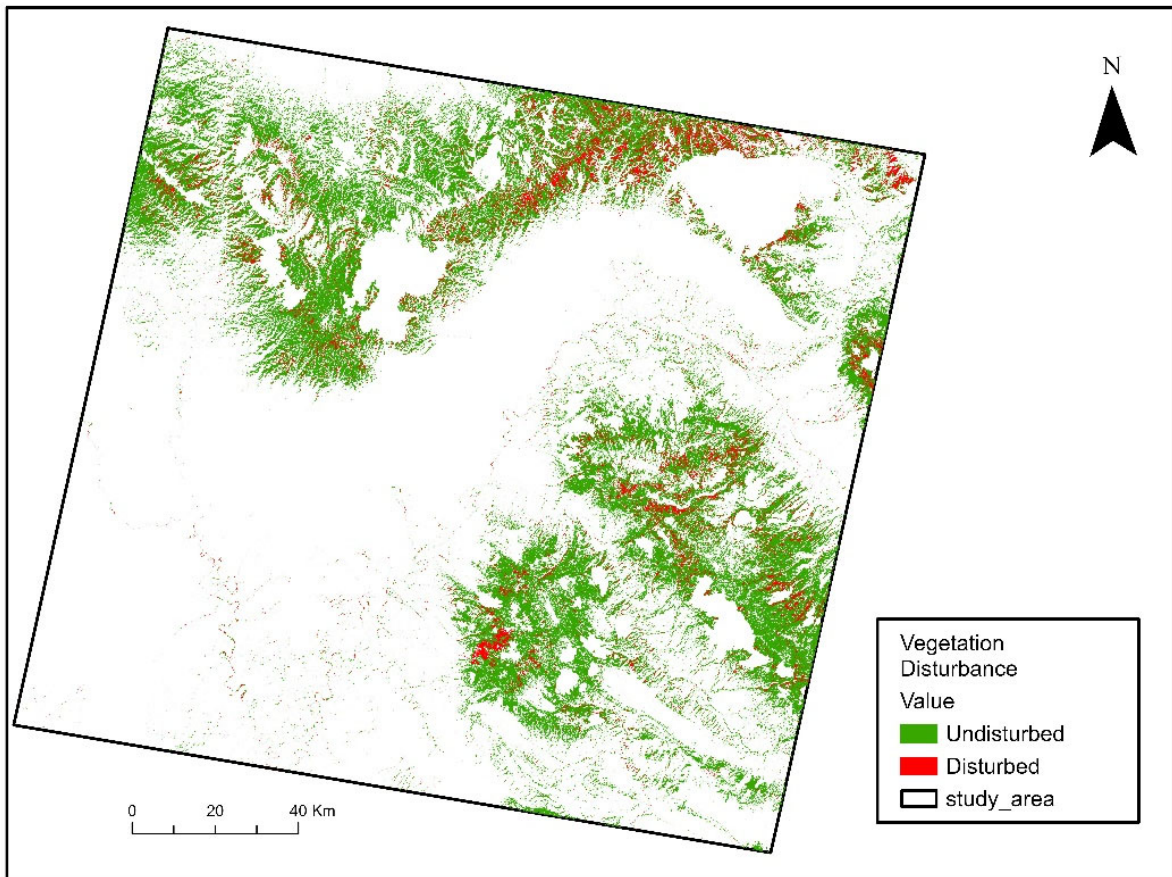 N
Vegetation
Disturbance
Value
Undisturbed
Disturbed
study_area
0 20 40 Km